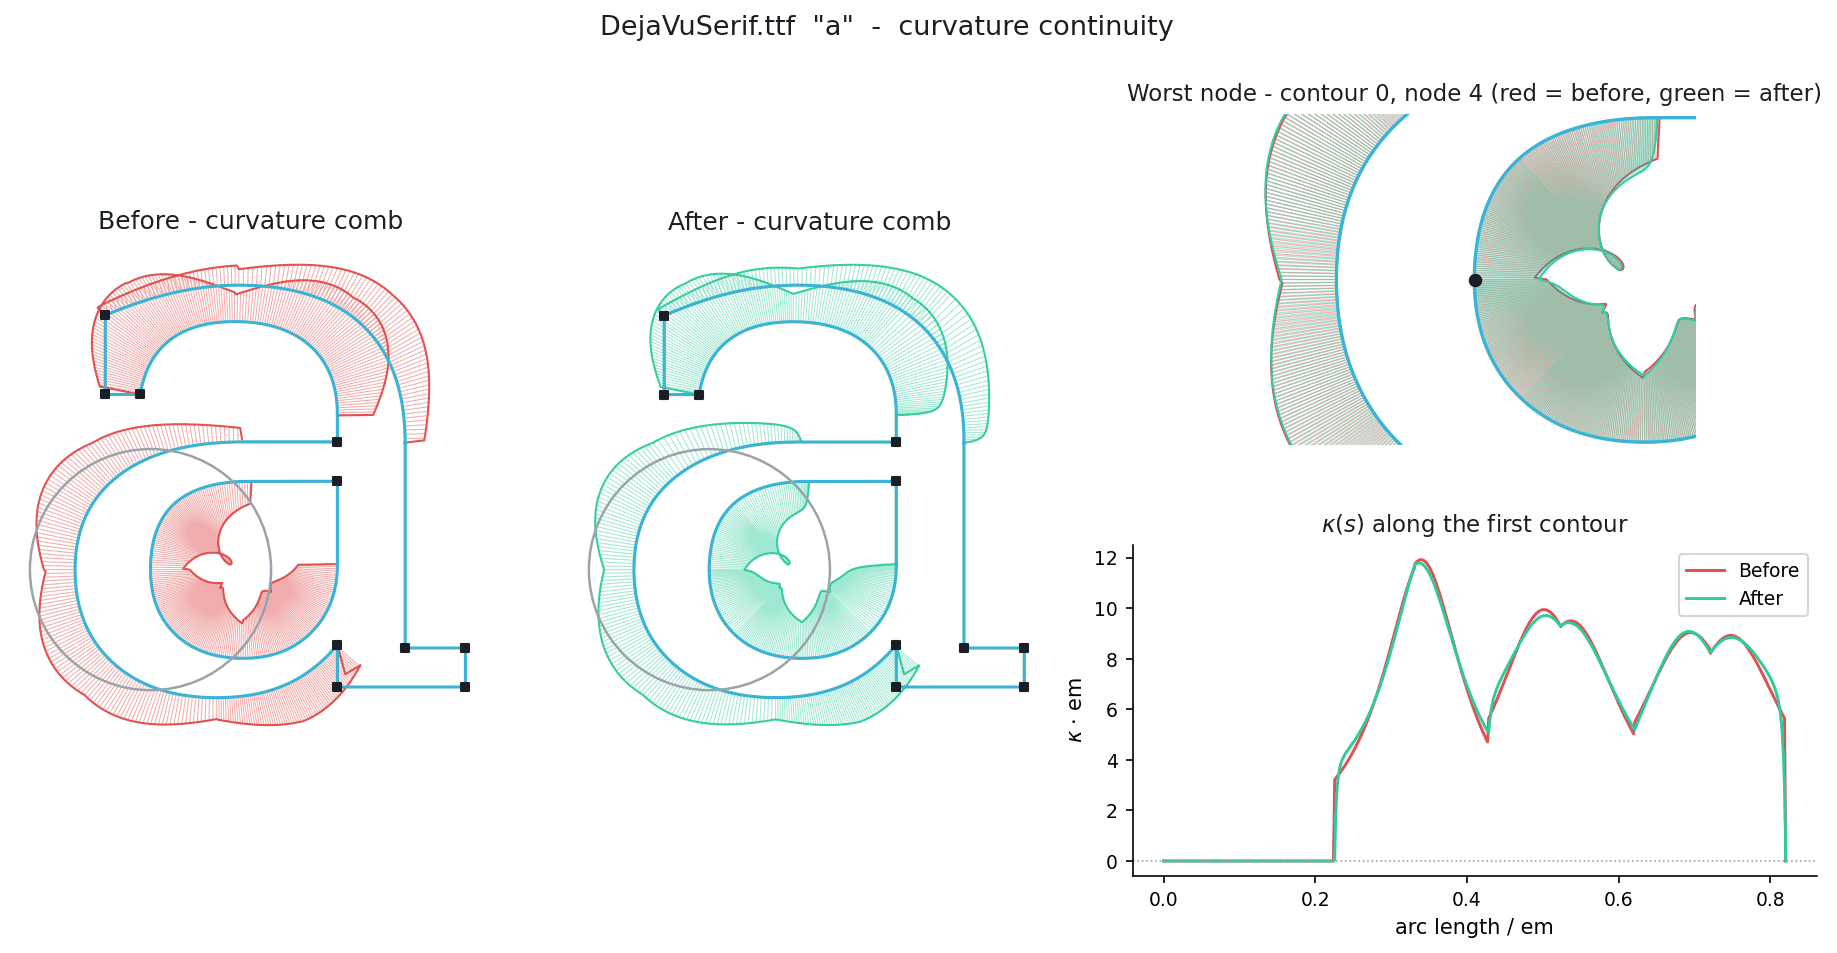 DejaVuSerif.ttf "a" - curvature continuity
Before - curvature comb
After - curvature comb
Worst node - contour 0, node 4 (red = before, green = after)
κ(s) along the first contour
Before
After
12
10
8
6
4
2
0
κ · em
0.0 0.2 0.4 0.6 0.8
arc length / em